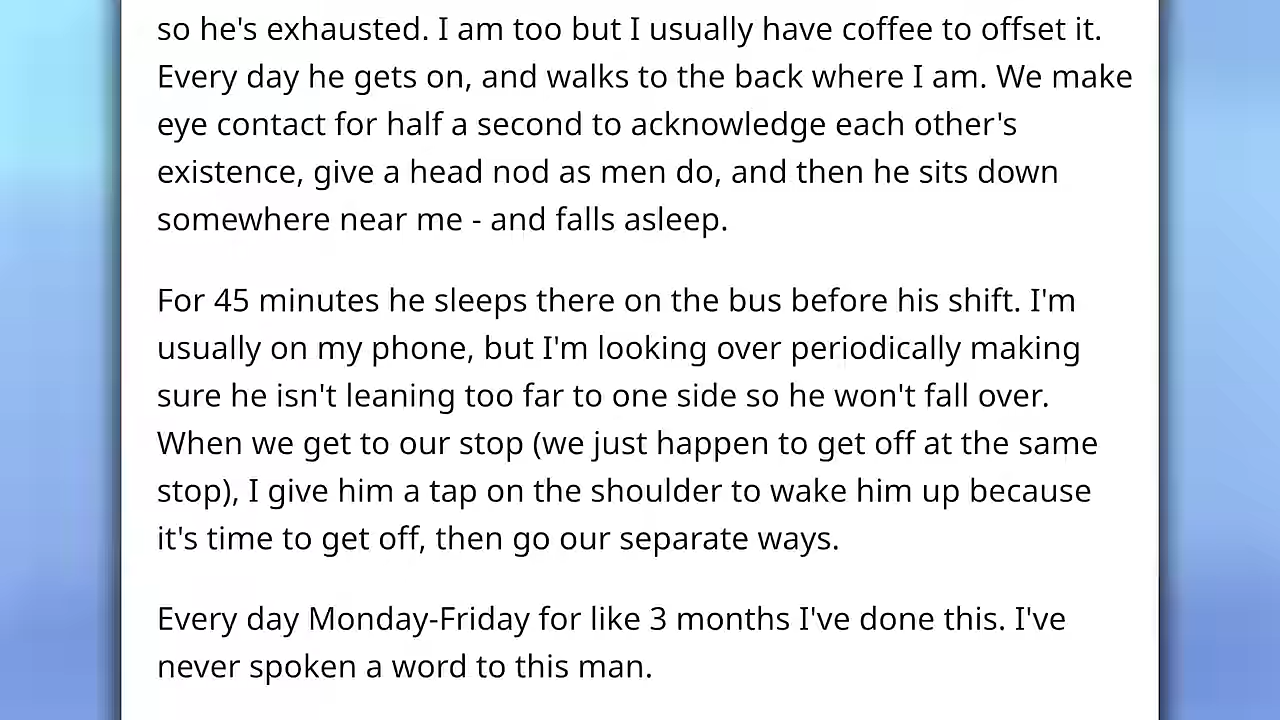 so he's exhausted. I am too but I usually have coffee to offset it.
Every day he gets on, and walks to the back where I am. We make
eye contact for half a second to acknowledge each other's
existence, give a head nod as men do, and then he sits down
somewhere near me - and falls asleep.
For 45 minutes he sleeps there on the bus before his shift. I'm
usually on my phone, but I'm looking over periodically making
sure he isn't leaning too far to one side so he won't fall over.
When we get to our stop (we just happen to get off at the same
stop), I give him a tap on the shoulder to wake him up because
it's time to get off, then go our separate ways.
Every day Monday-Friday for like 3 months I've done this. I've
never spoken a word to this man.